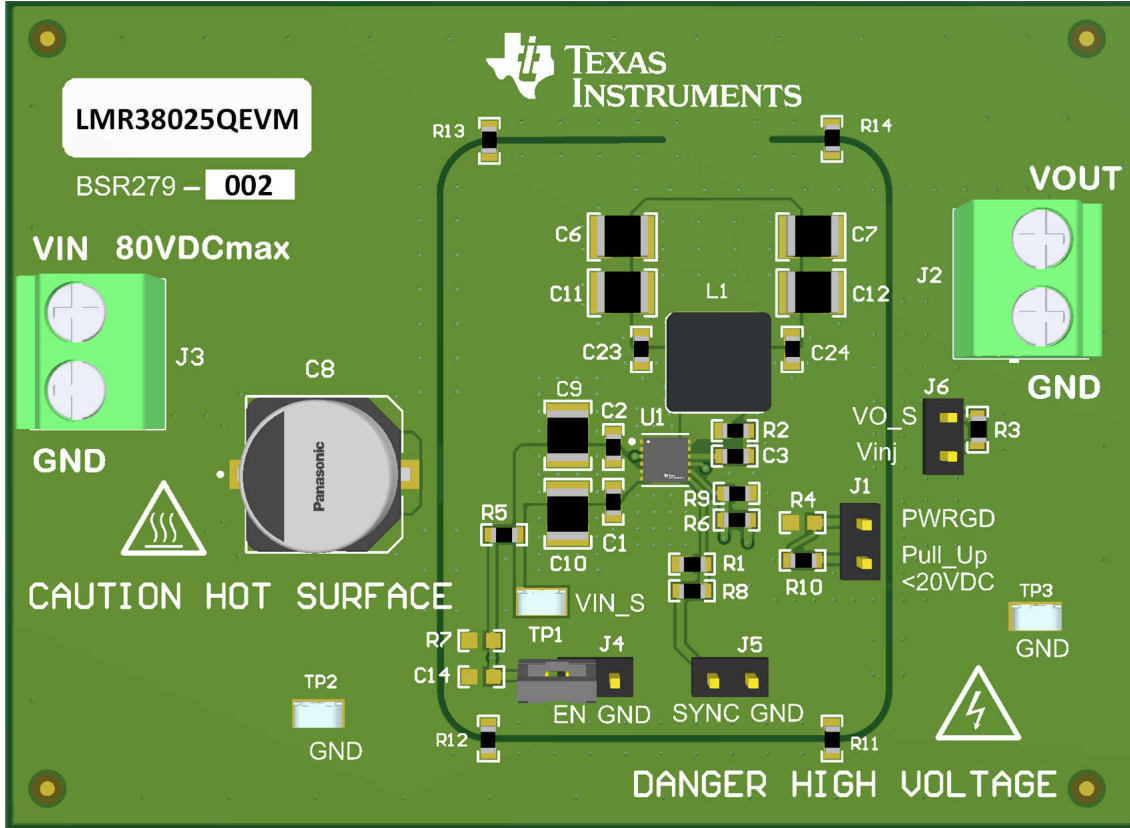 TEXAS
INSTRUMENTS
LMR38025QEVM
BSR279 – 002
R13
R14
VOUT
VIN 80VDCmax
C6
C7
J2
C11
L1
C12
J3
C23
C24
C8
GND
J6
C9
C2
U1
VO_S
R2
R3
GND
Vinj
C3
Panasonic
J1
R9
R4
R5
R6
PWRGD
C1
C10
R1
Pull_Up
R10
<20VDC
CAUTION HOT SURFACE
R8
VIN_S
TP3
TP1
R7
J4
J5
GND
C14
TP2
EN GND
SYNC GND
GND
R12
R11
DANGER HIGH VOLTAGE